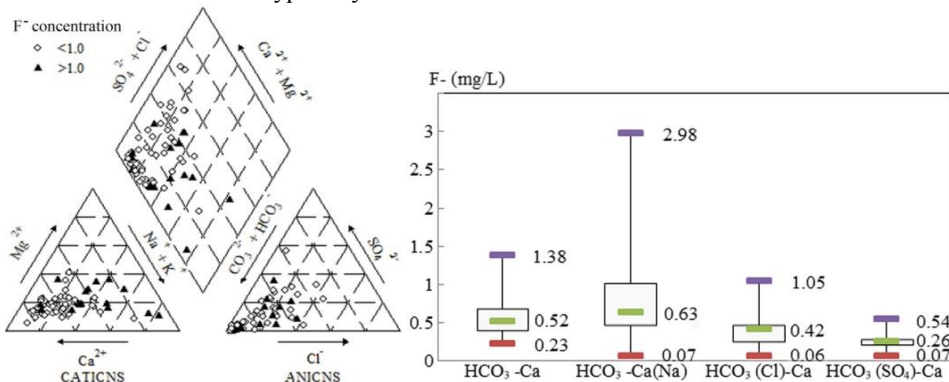 F⁻ concentration
<1.0
>1.0
SO₄²⁻ + Cl⁻
Ca²⁺ + Mg²⁺
Mg²⁺
Na⁺ + K⁺
CO₃²⁻ + HCO₃⁻
SO₄²⁻
Ca²⁺
CATICNS
Cl⁻
ANICNS
F- (mg/L)
3
2.5
2
1.5
1
0.5
0
2.98
1.38
1.05
0.52
0.63
0.42
0.54
0.26
0.23
0.07
0.06
0.07
HCO₃ -Ca
HCO₃ -Ca(Na)
HCO₃ (Cl)-Ca
HCO₃ (SO₄)-Ca